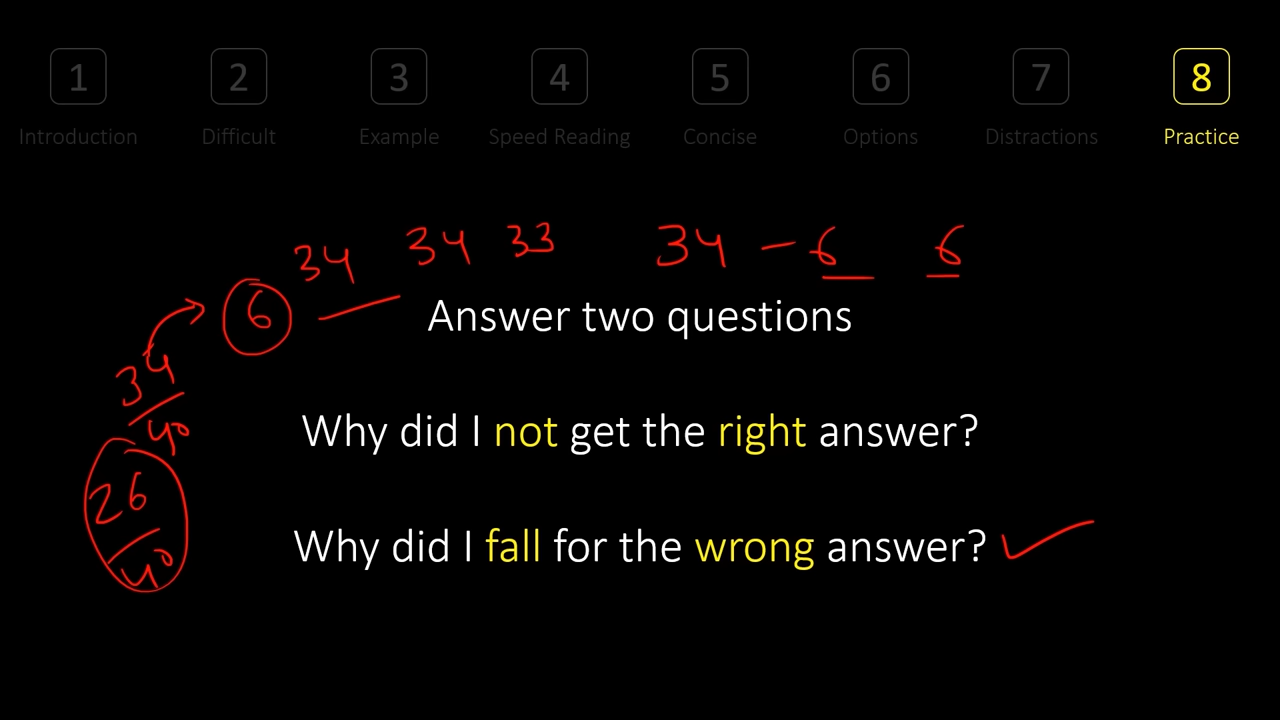 1 2 3 4 5 6 7 8
Introduction Difficult Example Speed Reading Concise Options Distractions Practice
34 34 33 34 – 6 6
6
Answer two questions
34/40
Why did I not get the right answer?
26/40
Why did I fall for the wrong answer?